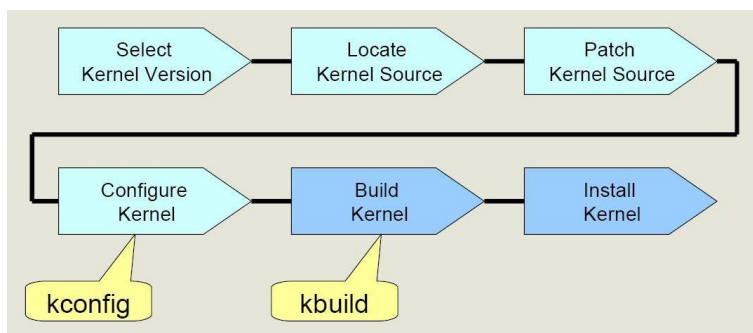 Select
Kernel Version
Locate
Kernel Source
Patch
Kernel Source
Configure
Kernel
Build
Kernel
Install
Kernel
kconfig
kbuild